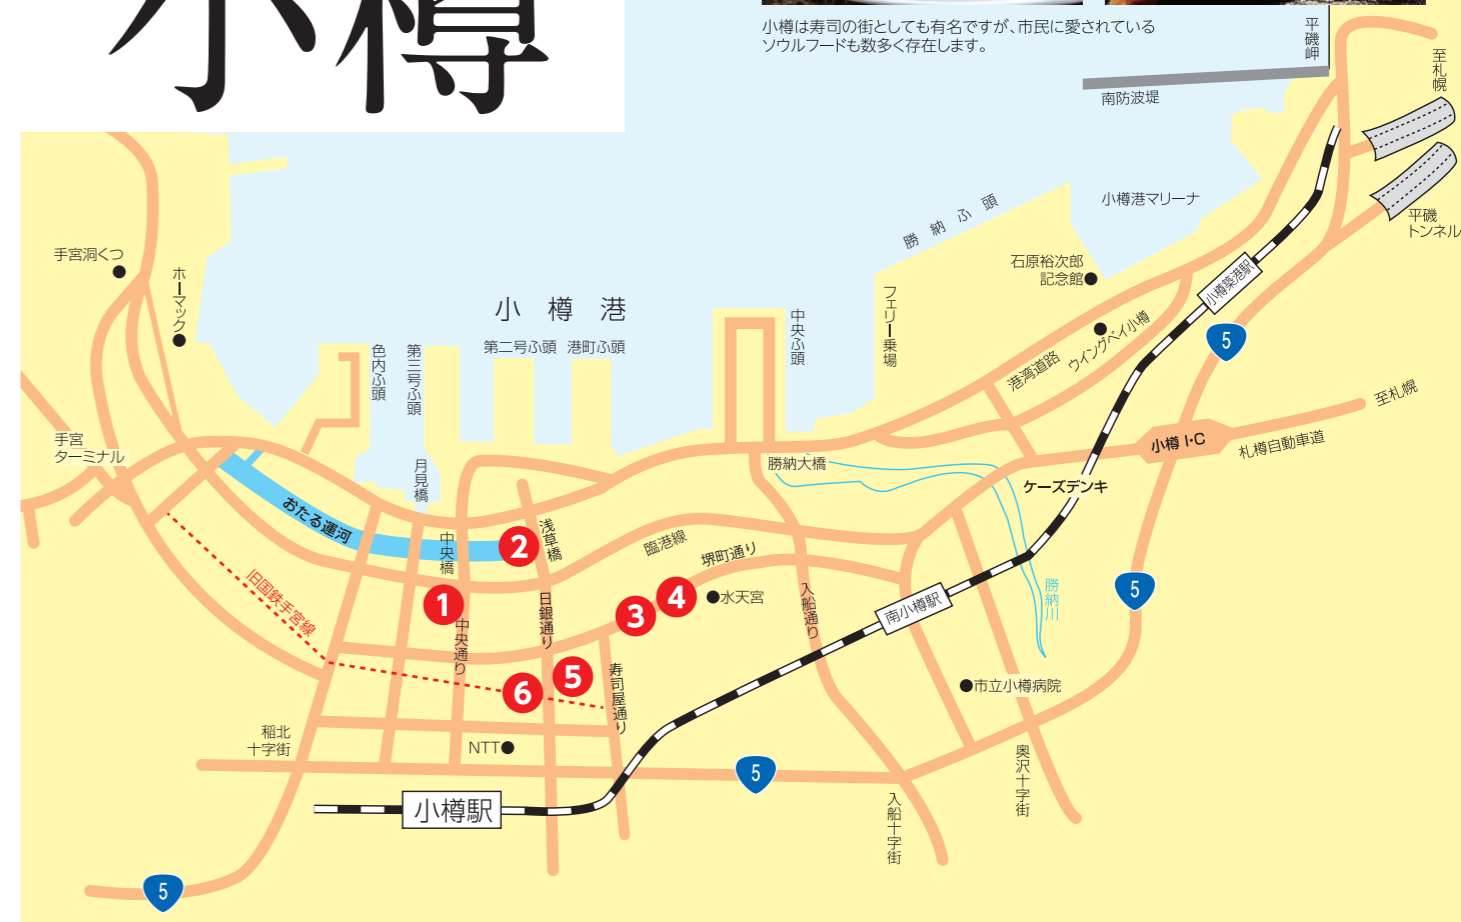 小樽
小樽は寿司の街としても有名ですが、市民に愛されている
ソウルフードも数多く存在します。
平磯岬
至札幌
南防波堤
小樽港マリーナ
平磯
トンネル
勝納ふ頭
手宮洞くつ
ホーマック
石原裕次郎
記念館
小樽築港駅
小樽港
フェリー乗場
中央ふ頭
第二号ふ頭
港町ふ頭
色内ふ頭
第三号ふ頭
ウイングベイ小樽
港湾道路
5
至札幌
小樽 I・C
札樽自動車道
手宮
ターミナル
月見橋
勝納大橋
ケーズデンキ
おたる運河
中央橋
2
浅草橋
臨港線
堺町通り
旧国鉄手宮線
1
日銀通り
3
4
水天宮
入船通り
南小樽駅
勝納川
5
中央通り
6
5
寿司屋通り
市立小樽病院
稲北
十字街
NTT
5
奥沢十字街
小樽駅
入船十字街
5